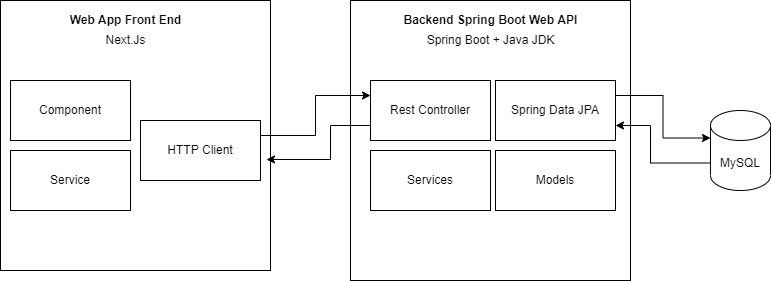 Web App Front End
Next.Js
Component
HTTP Client
Service
Backend Spring Boot Web API
Spring Boot + Java JDK
Rest Controller
Spring Data JPA
Services
Models
MySQL